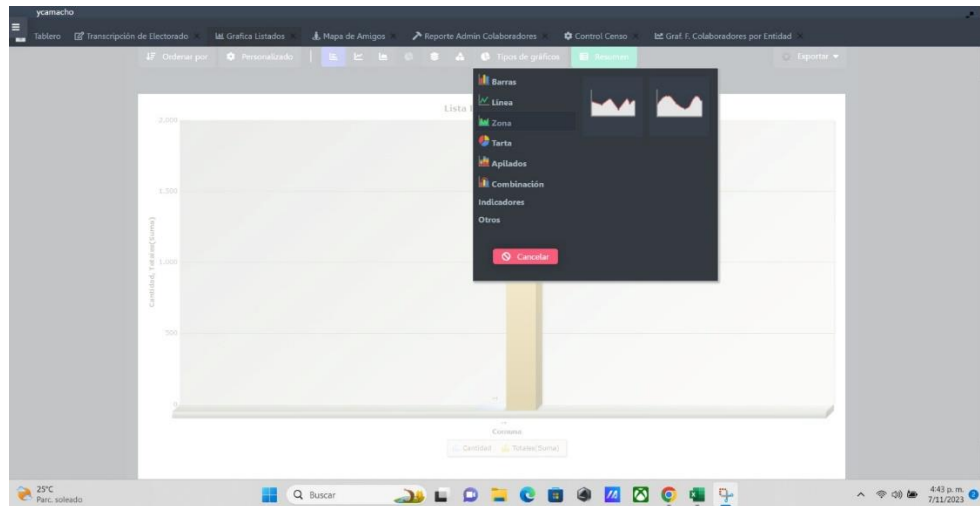 ycamacho
Tablero
Transcripción de Electorado ×
Grafica Listados ×
Mapa de Amigos ×
Reporte Admin Colaboradores ×
Control Censo ×
Graf. F. Colaboradores por Entidad ×
Ordenar por
Personalizado
Tipos de gráficos
Resumen
Exportar
Lista
Barras
Línea
Zona
Tarta
Apilados
Combinación
Indicadores
Otros
Cancelar
2,000
1,500
1,000
500
0
Cantidad, Totales(Suma)
Cantidad
Totales(Suma)
25°C
Parc. soleado
Buscar
4:43 p. m.
7/11/2023
2